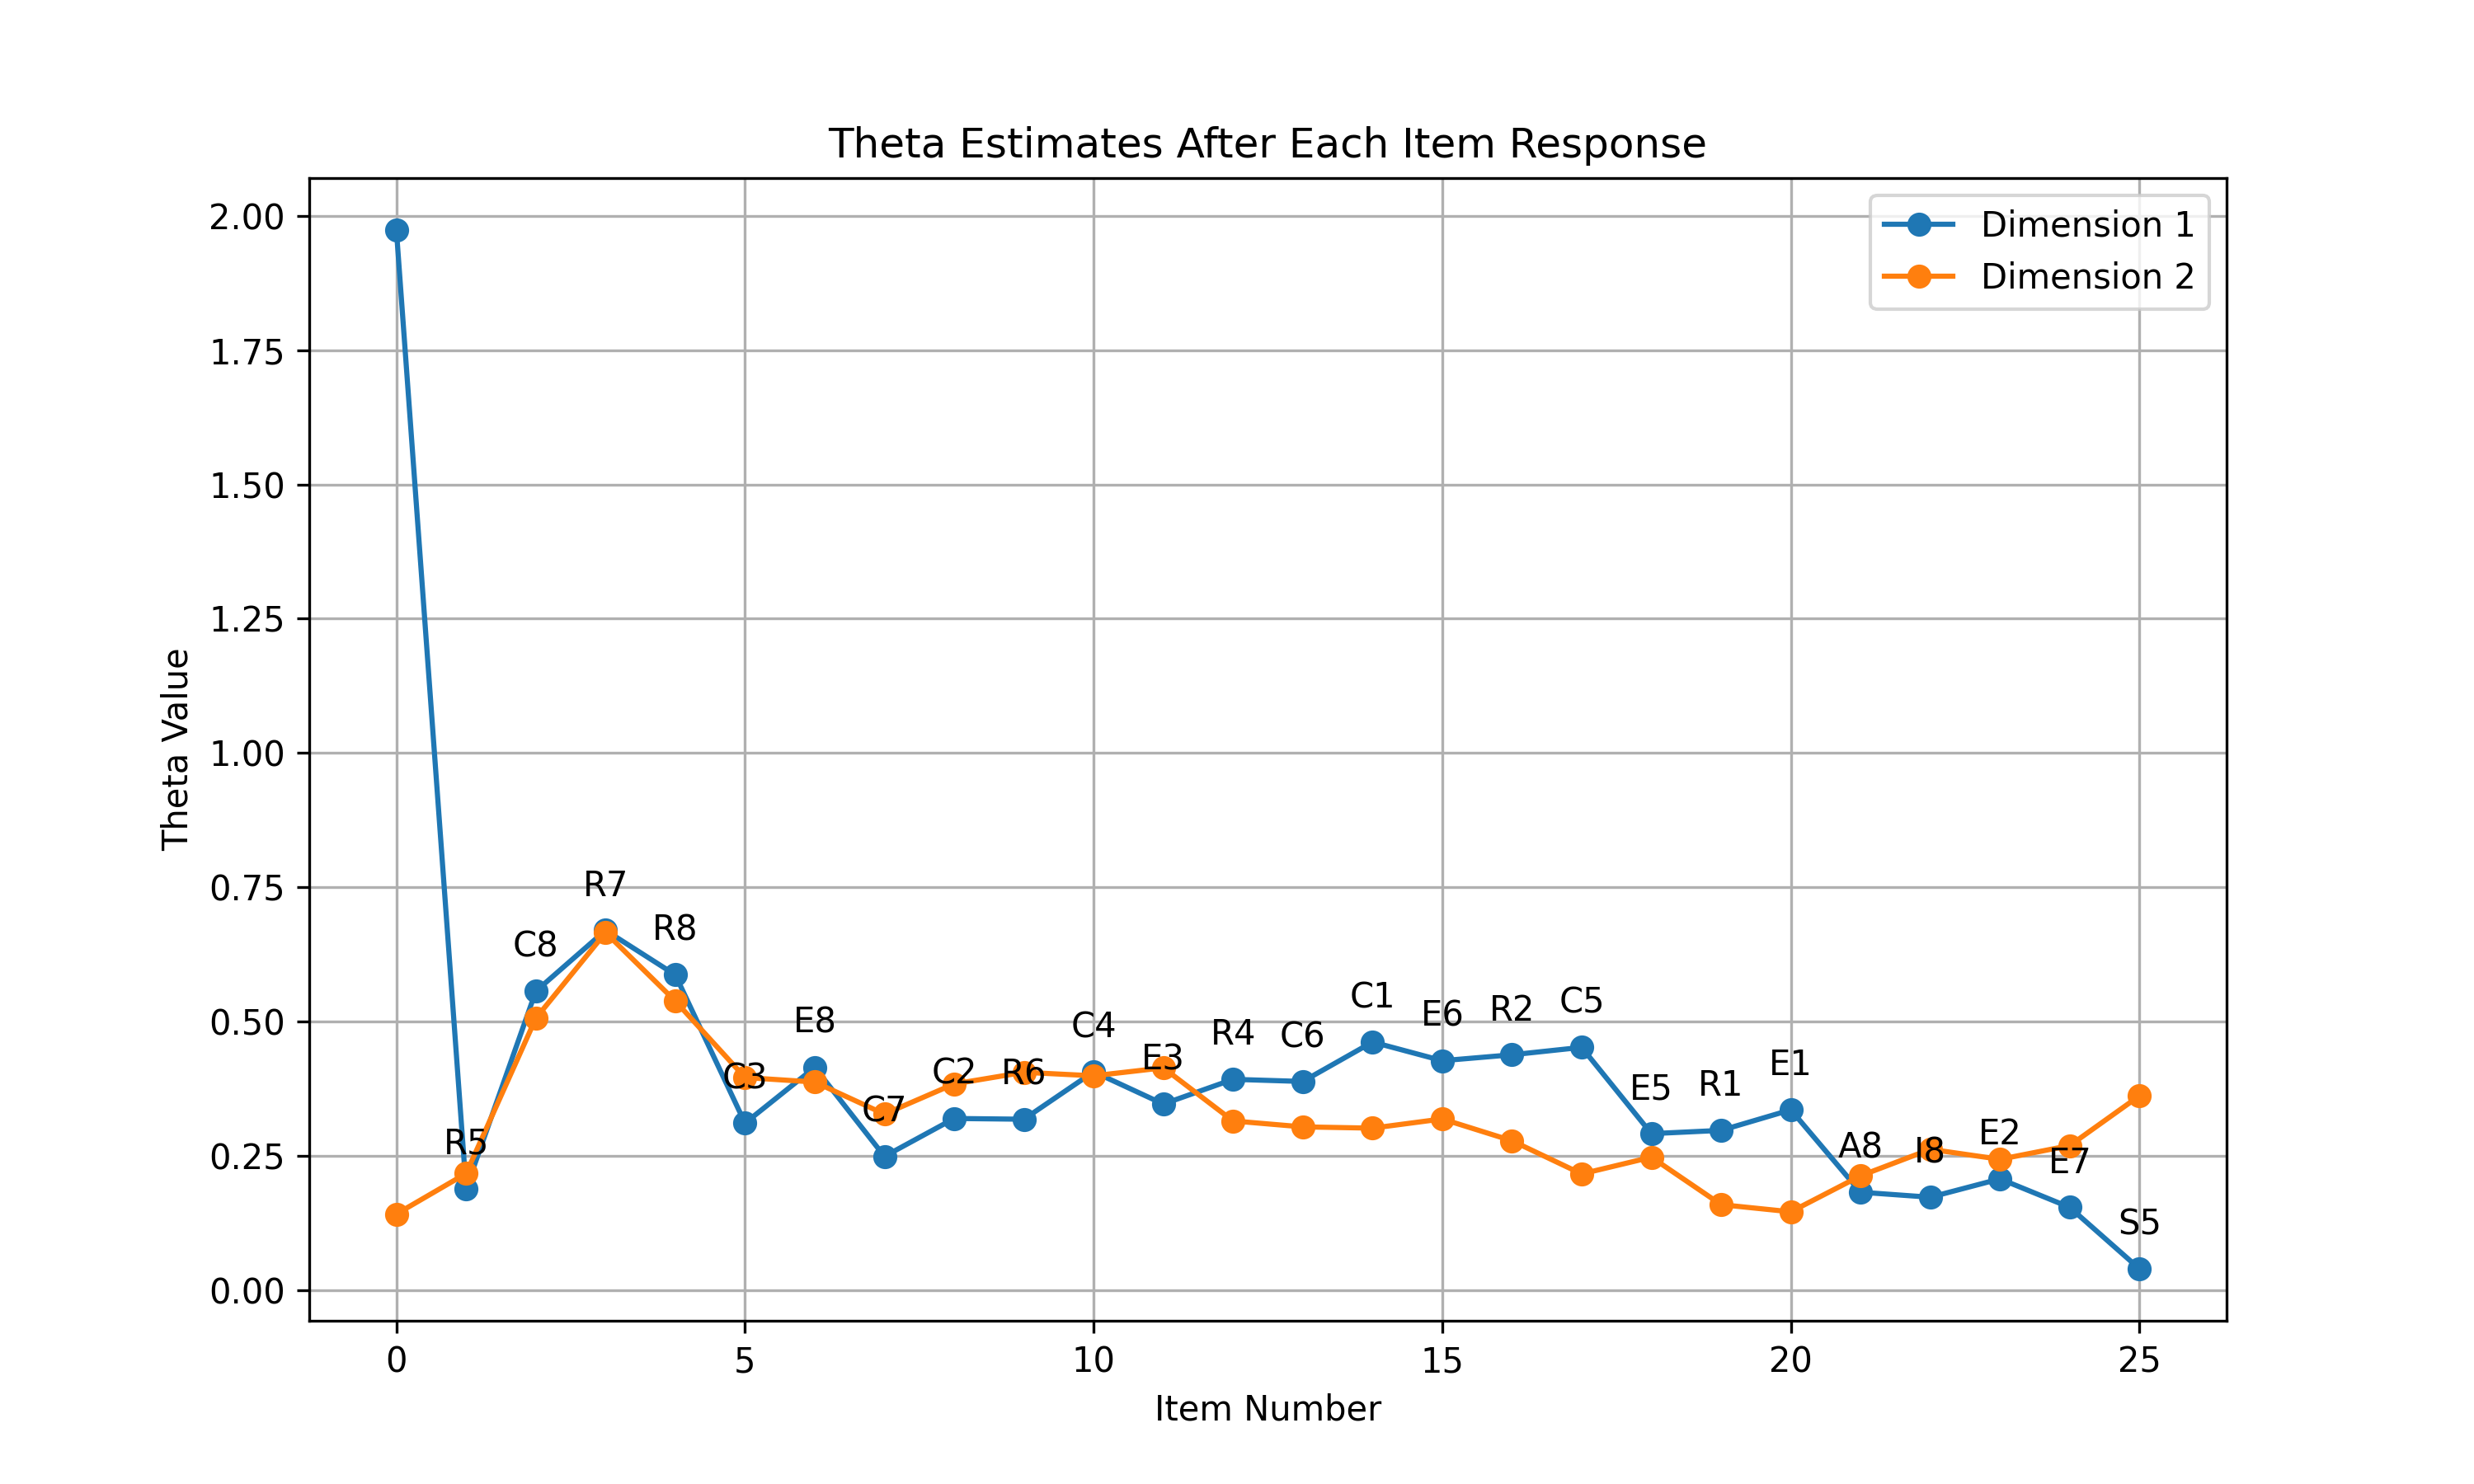 Theta Estimates After Each Item Response
Dimension 1
Dimension 2
2.00
1.75
1.50
1.25
1.00
0.75
0.50
0.25
0.00
Theta Value
R5
C8
R7
R8
C3
E8
C7
C2
R6
C4
E3
R4
C6
C1
E6
R2
C5
E5
R1
E1
A8
I8
E2
E7
S5
0
5
10
15
20
25
Item Number